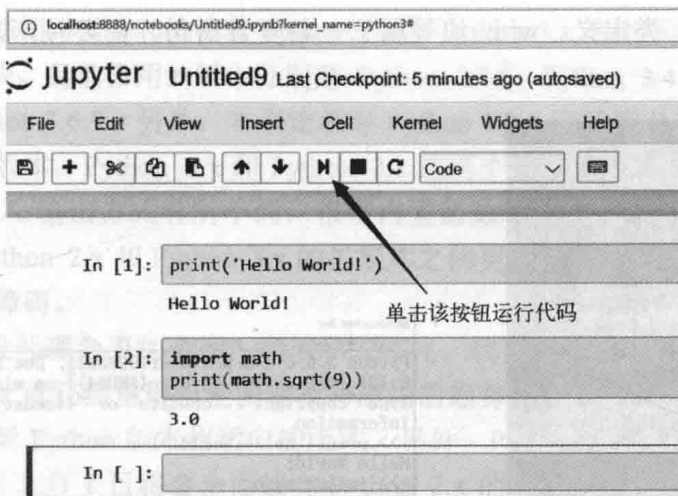 localhost:8888/notebooks/Untitled9.ipynb?kernel_name=python3#
jupyter Untitled9 Last Checkpoint: 5 minutes ago (autosaved)
File Edit View Insert Cell Kernel Widgets Help
Code
In [1]: print('Hello World!')
Hello World!
单击该按钮运行代码
In [2]: import math
print(math.sqrt(9))
3.0
In [ ]: